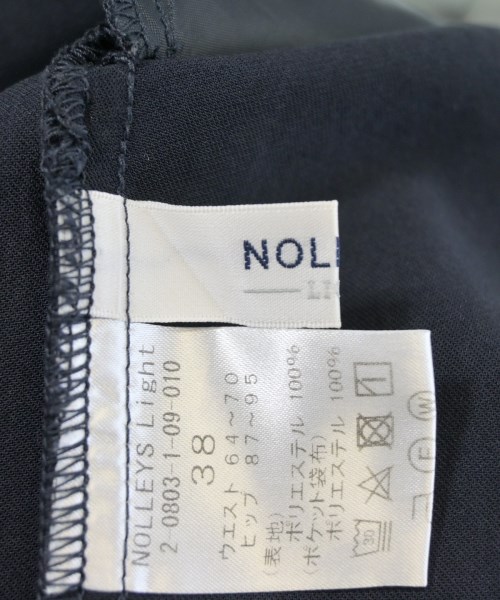 NOL
LI
NOLLEYS Light
2-0803-1-09-010
38
ウエスト 64~70
ヒップ 87~95
(表地)
ポリエステル 100%
(ポケット袋布)
ポリエステル 100%
30
F W